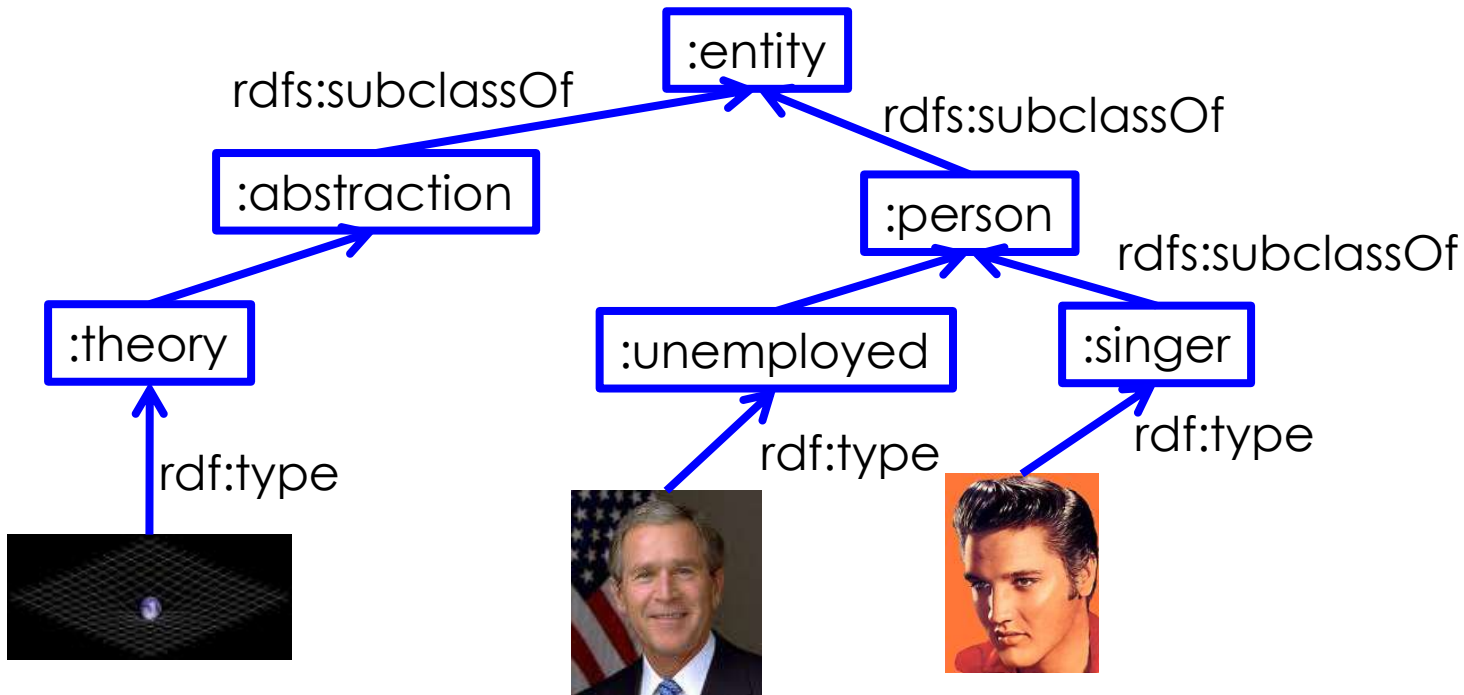 :entity
rdfs:subclassOf
rdfs:subclassOf
:abstraction
:person
rdfs:subclassOf
:theory
:unemployed
:singer
rdf:type
rdf:type
rdf:type